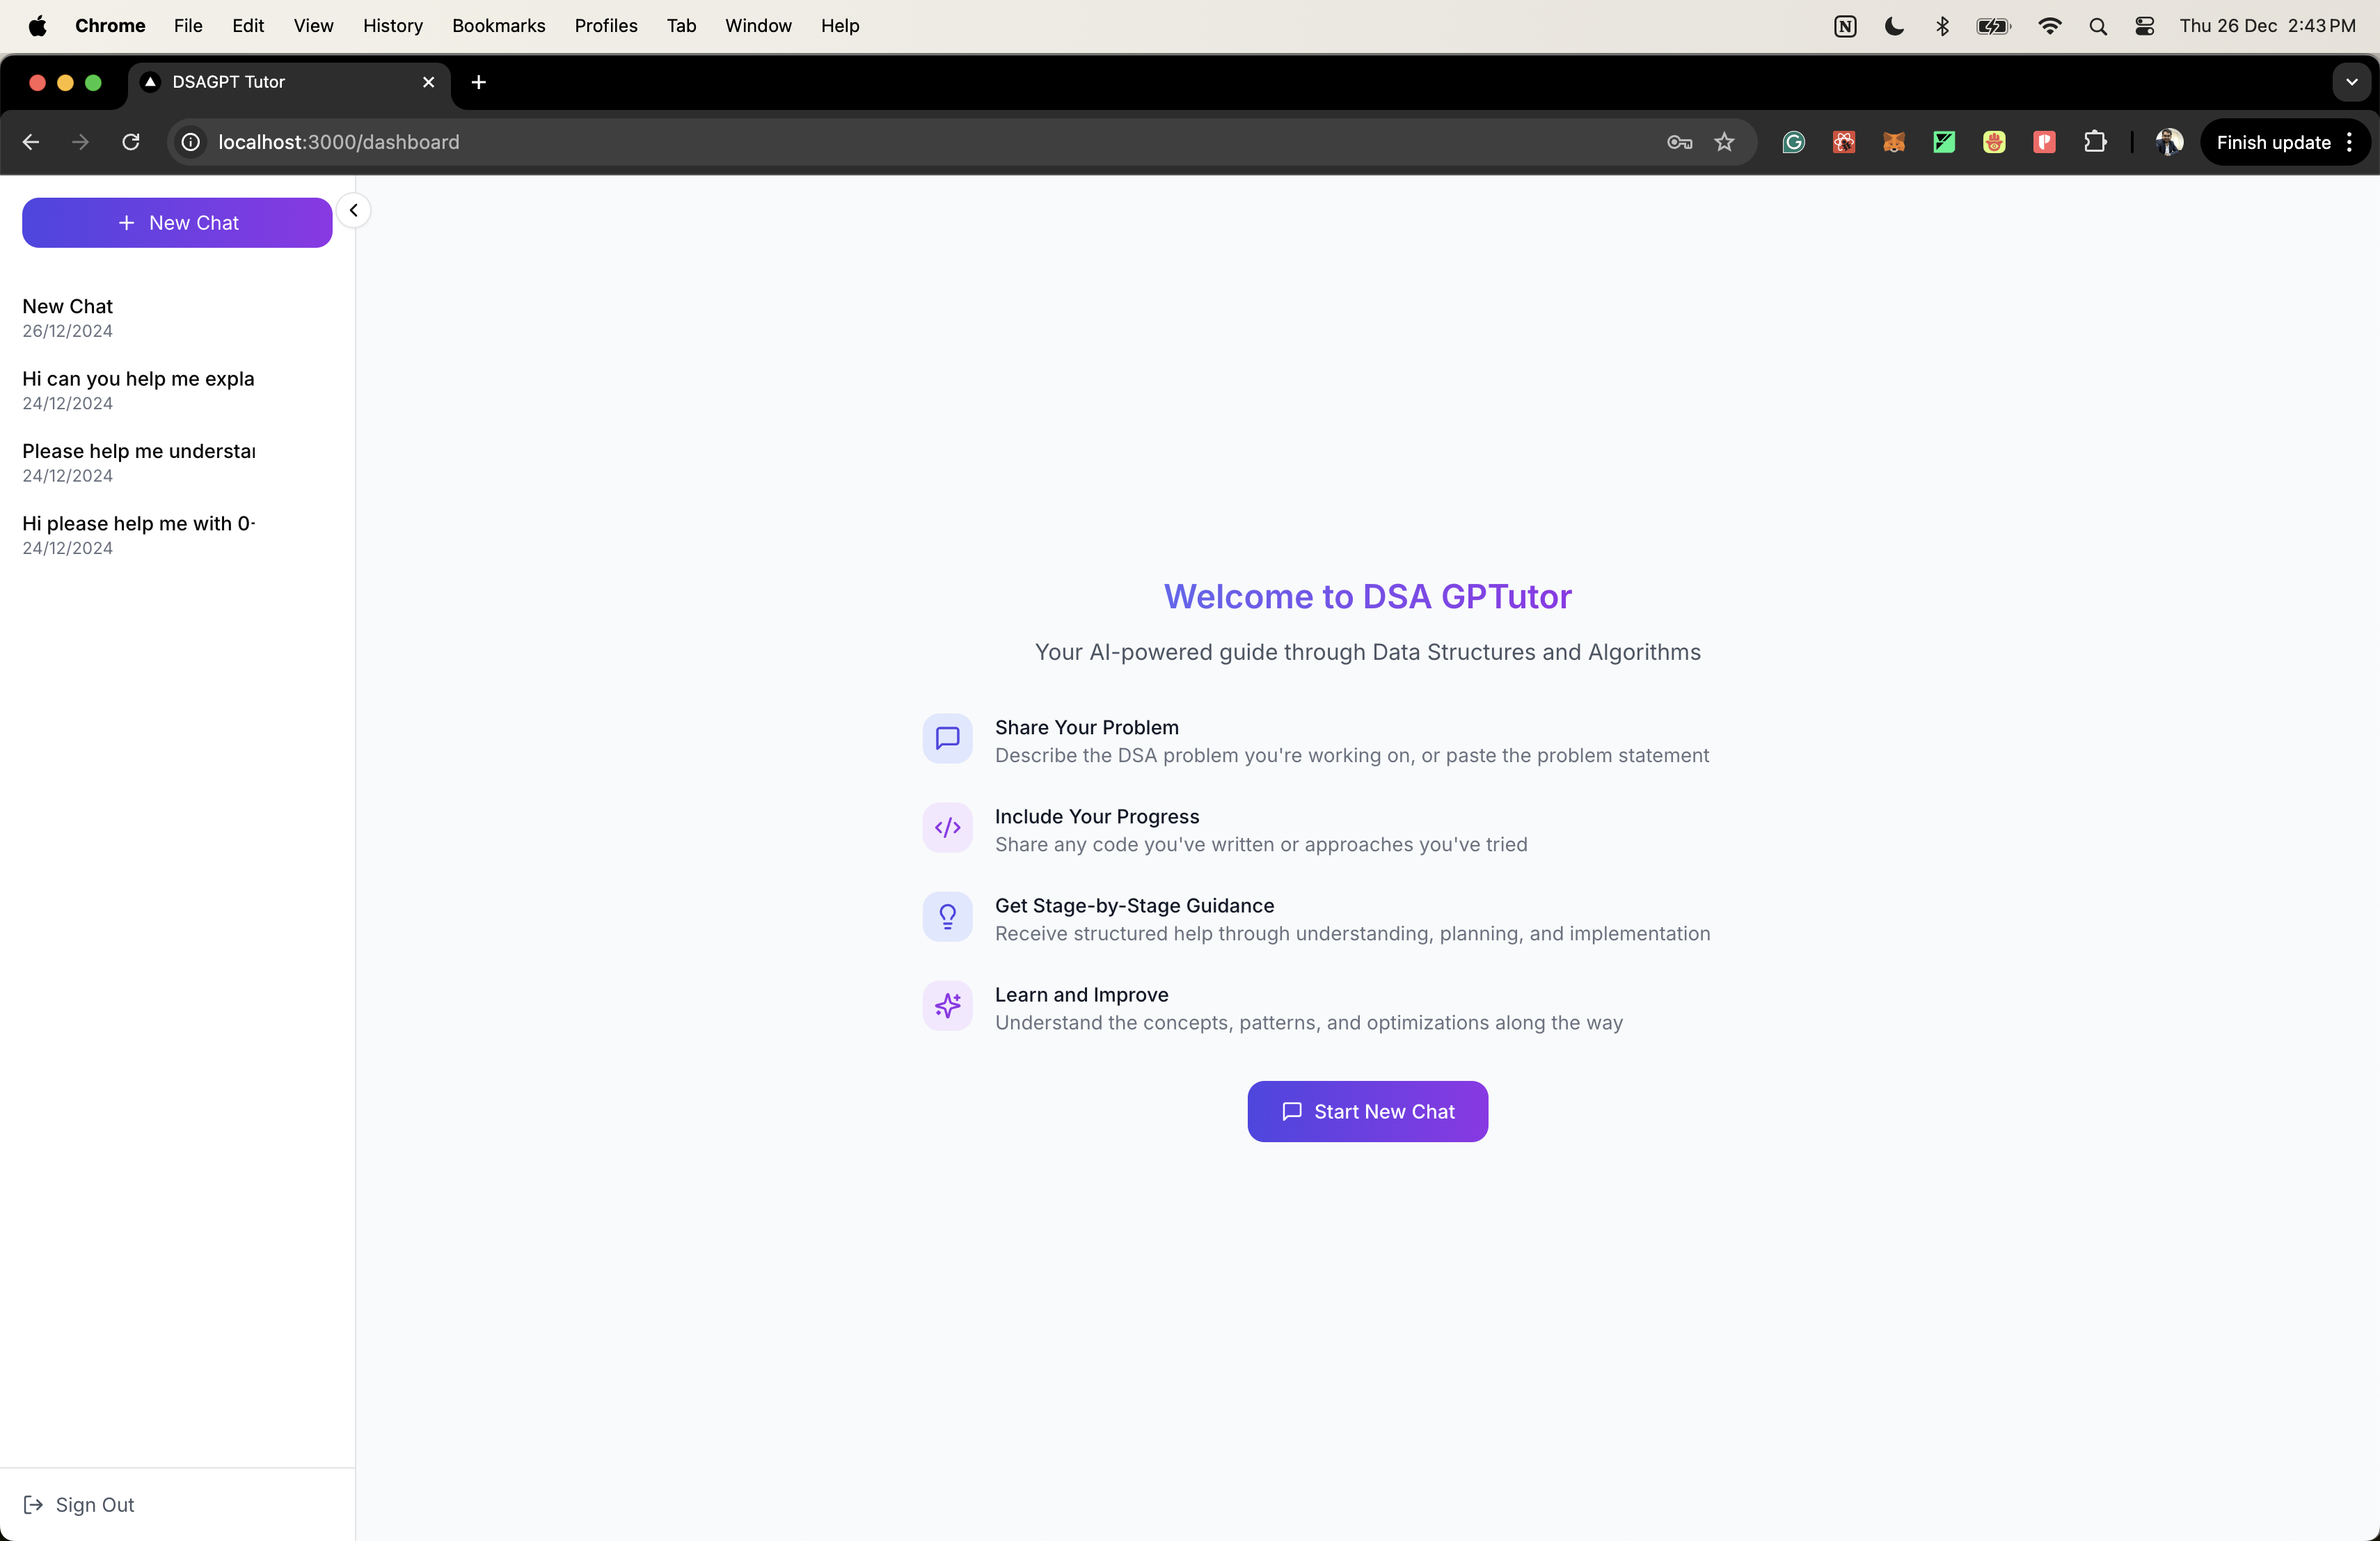 Chrome File Edit View History Bookmarks Profiles Tab Window Help
Thu 26 Dec 2:43 PM
DSAGPT Tutor
localhost:3000/dashboard
Finish update
New Chat
New Chat
26/12/2024
Hi can you help me expla
24/12/2024
Please help me understa
24/12/2024
Hi please help me with 0-
24/12/2024
Sign Out
Welcome to DSA GPTutor
Your AI-powered guide through Data Structures and Algorithms
Share Your Problem
Describe the DSA problem you're working on, or paste the problem statement
Include Your Progress
Share any code you've written or approaches you've tried
Get Stage-by-Stage Guidance
Receive structured help through understanding, planning, and implementation
Learn and Improve
Understand the concepts, patterns, and optimizations along the way
Start New Chat